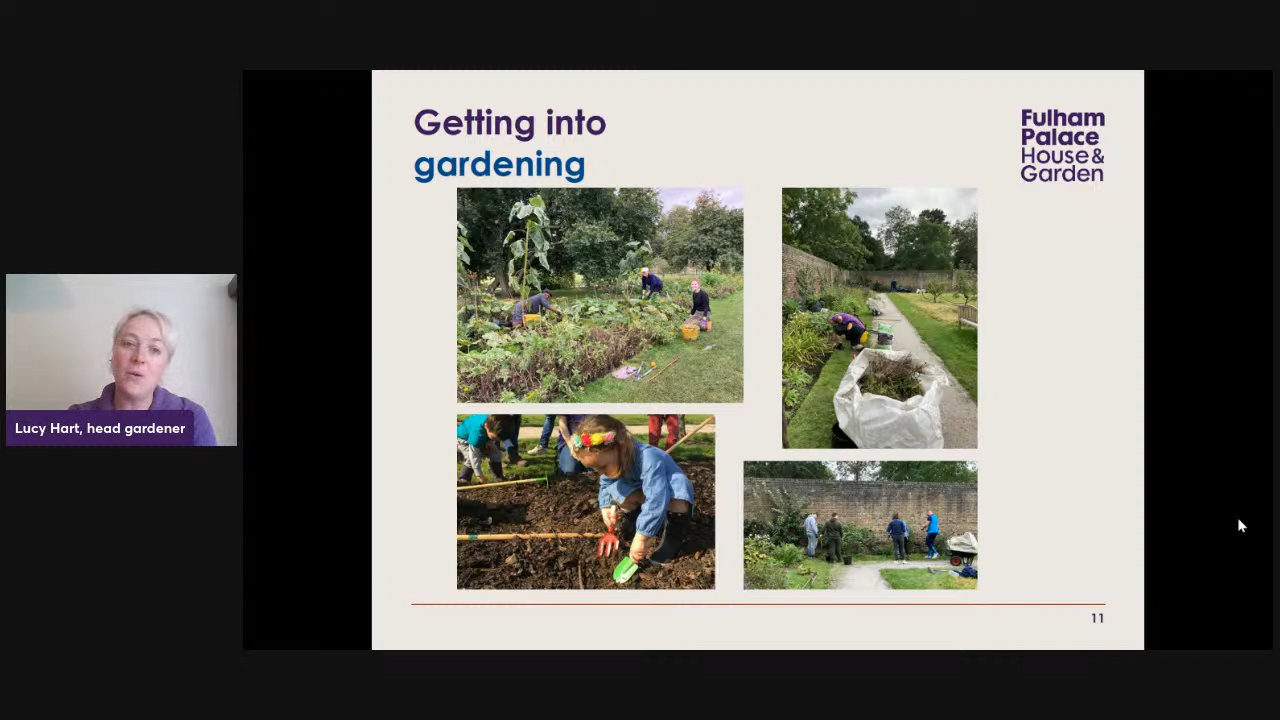 Getting into
gardening
Fulham
Palace
House &
Garden
Lucy Hart, head gardener
11